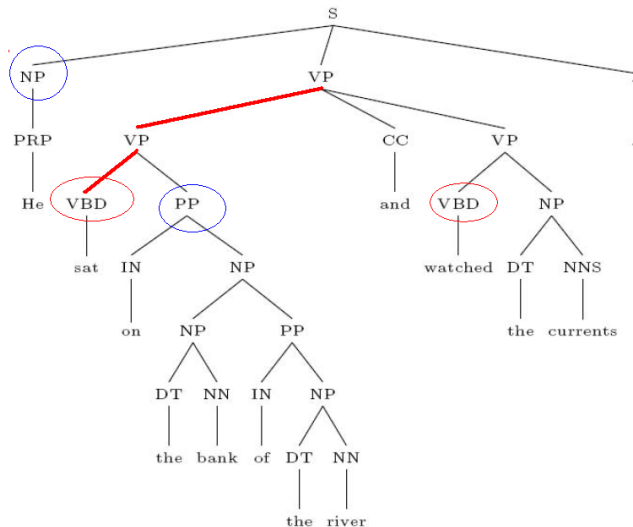 S
NP VP .
PRP VP CC VP .
He VBD PP and VBD NP
sat IN NP watched DT NNS
on NP PP the currents
DT NN IN NP
the bank of DT NN
the river